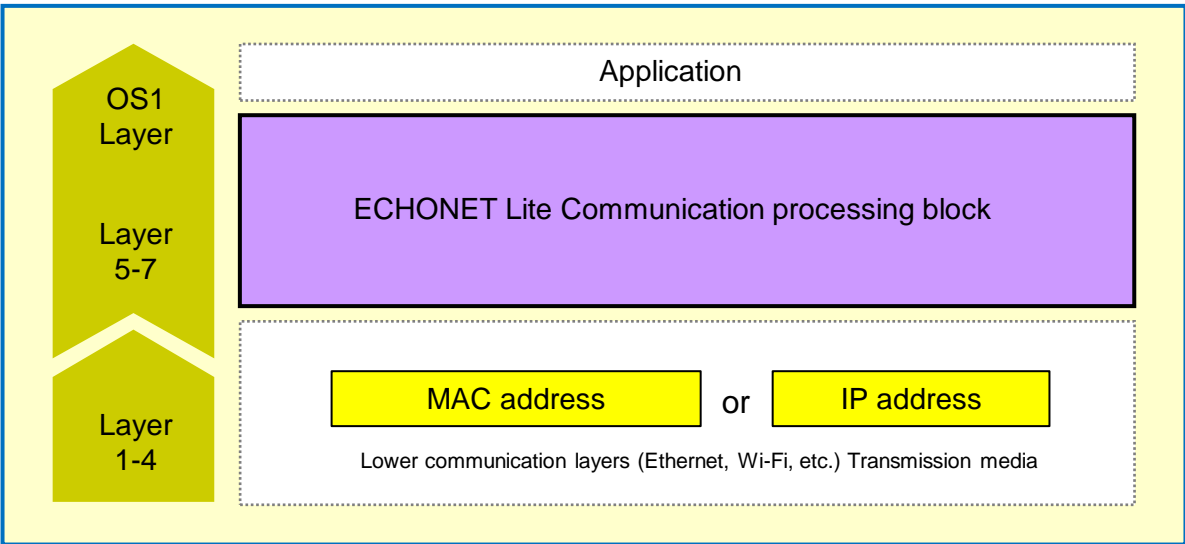 OS1
Layer
Layer
5-7
Layer
1-4
Application
ECHONET Lite Communication processing block
MAC address or IP address
Lower communication layers (Ethernet, Wi-Fi, etc.) Transmission media